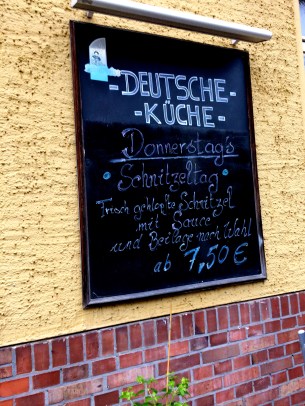 -DEUTSCHE-
-KÜCHE-
Donnerstag's
Schnitzeltag
Frisch geklopfte Schnitzel
mit Sauce
und Beilage nach Wahl
ab 7,50 €